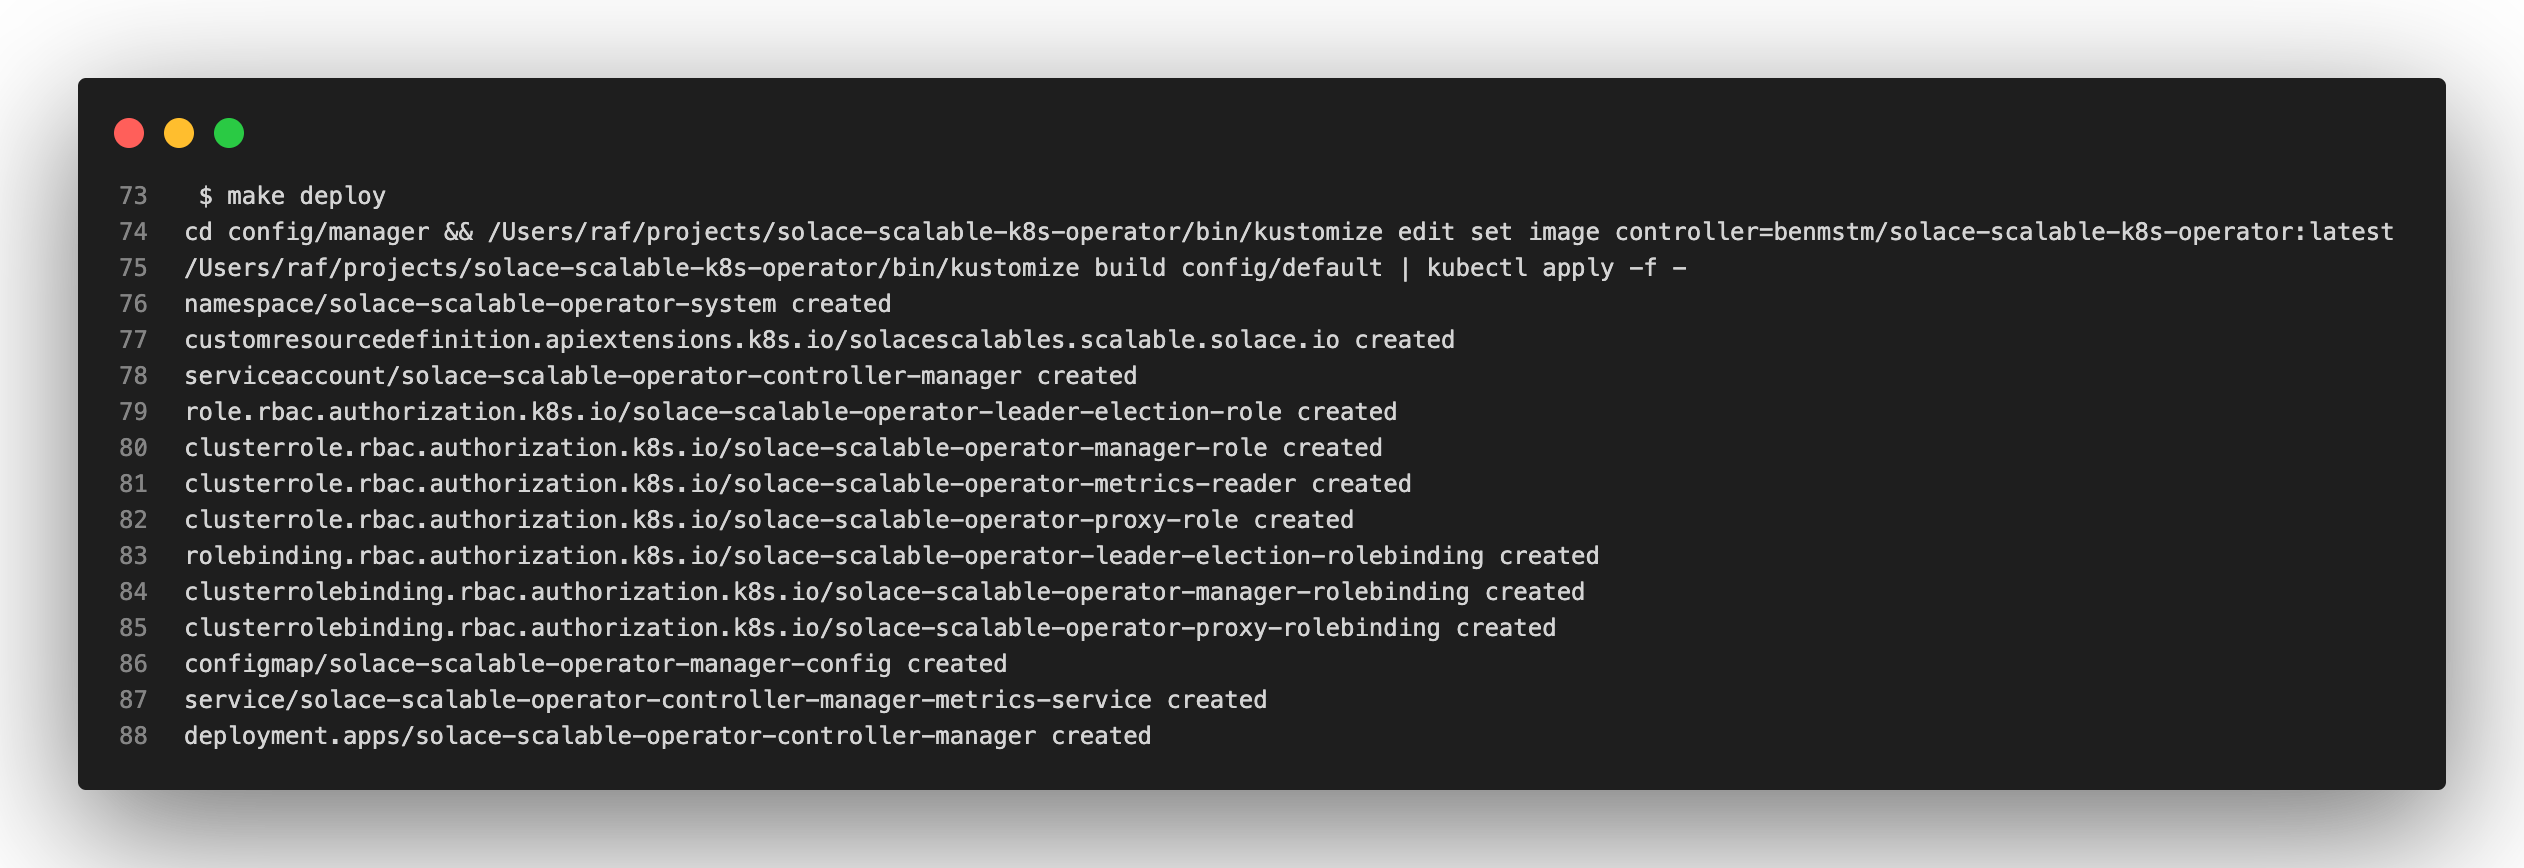 73 $ make deploy
74 cd config/manager && /Users/raf/projects/solace-scalable-k8s-operator/bin/kustomize edit set image controller=benmstm/solace-scalable-k8s-operator:latest
75 /Users/raf/projects/solace-scalable-k8s-operator/bin/kustomize build config/default | kubectl apply -f -
76 namespace/solace-scalable-operator-system created
77 customresourcedefinition.apiextensions.k8s.io/solacescalables.scalable.solace.io created
78 serviceaccount/solace-scalable-operator-controller-manager created
79 role.rbac.authorization.k8s.io/solace-scalable-operator-leader-election-role created
80 clusterrole.rbac.authorization.k8s.io/solace-scalable-operator-manager-role created
81 clusterrole.rbac.authorization.k8s.io/solace-scalable-operator-metrics-reader created
82 clusterrole.rbac.authorization.k8s.io/solace-scalable-operator-proxy-role created
83 rolebinding.rbac.authorization.k8s.io/solace-scalable-operator-leader-election-rolebinding created
84 clusterrolebinding.rbac.authorization.k8s.io/solace-scalable-operator-manager-rolebinding created
85 clusterrolebinding.rbac.authorization.k8s.io/solace-scalable-operator-proxy-rolebinding created
86 configmap/solace-scalable-operator-manager-config created
87 service/solace-scalable-operator-controller-manager-metrics-service created
88 deployment.apps/solace-scalable-operator-controller-manager created